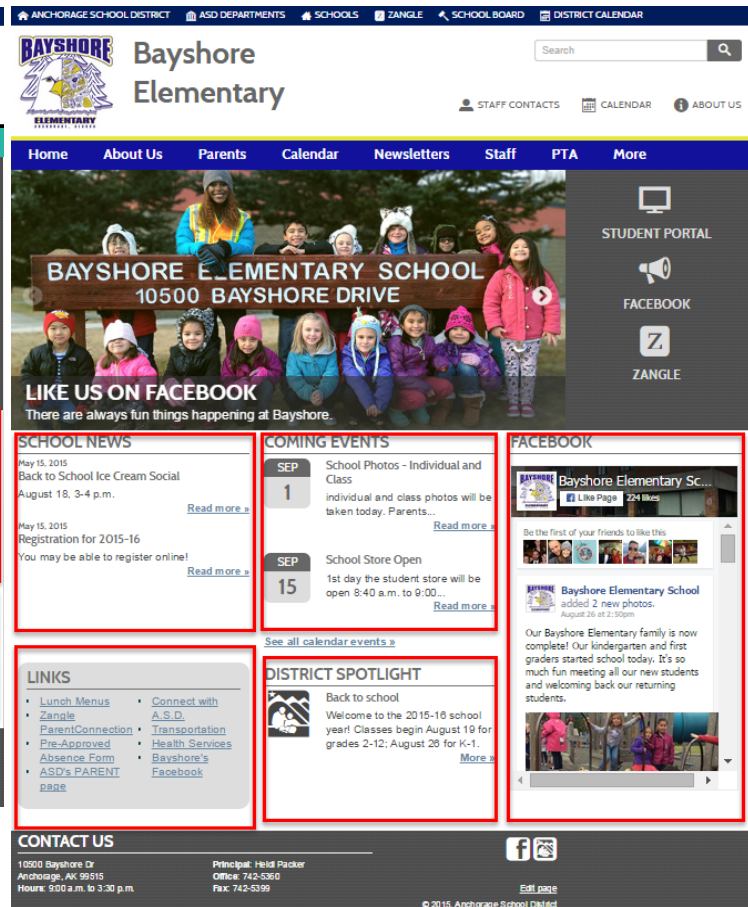 ANCHORAGE SCHOOL DISTRICT ASD DEPARTMENTS SCHOOLS Z ZANGLE SCHOOL BOARD DISTRICT CALENDAR
BAYSHORE
ELEMENTARY
ANCHORAGE, ALASKA
Bayshore
Elementary
Search
STAFF CONTACTS CALENDAR ABOUT US
Home About Us Parents Calendar Newsletters Staff PTA More
BAYSHORE ELEMENTARY SCHOOL
10500 BAYSHORE DRIVE
LIKE US ON FACEBOOK
There are always fun things happening at Bayshore.
STUDENT PORTAL
FACEBOOK
Z
ZANGLE
SCHOOL NEWS
May 15, 2015
Back to School Ice Cream Social
August 18, 3-4 p.m.
Read more »
May 15, 2015
Registration for 2015-16
You may be able to register online!
Read more »
COMING EVENTS
SEP
1
School Photos - Individual and
Class
individual and class photos will be
taken today. Parents...
Read more »
SEP
15
School Store Open
1st day the student store will be
open 8:40 a.m. to 9:00...
Read more »
See all calendar events »
FACEBOOK
BAYSHORE
Bayshore Elementary Sc...
Like Page 224 likes
Be the first of your friends to like this
BAYSHORE
Bayshore Elementary School
added 2 new photos.
August 26 at 2:50pm
Our Bayshore Elementary family is now
complete! Our kindergarten and first
graders started school today. It's so
much fun meeting all our new students
and welcoming back our returning
students.
LINKS
Lunch Menus
Zangle
ParentConnection
Pre-Approved
Absence Form
ASD's PARENT
page
Connect with
A.S.D.
Transportation
Health Services
Bayshore's
Facebook
DISTRICT SPOTLIGHT
Back to school
Welcome to the 2015-16 school
year! Classes begin August 19 for
grades 2-12; August 26 for K-1.
More »
CONTACT US
10500 Bayshore Dr
Anchorage, AK 99515
Hours: 9:00 a.m. to 3:30 p.m.
Principal: Heidi Packer
Office: 742-5360
Fax: 742-5399
f
Edit page
© 2015, Anchorage School District